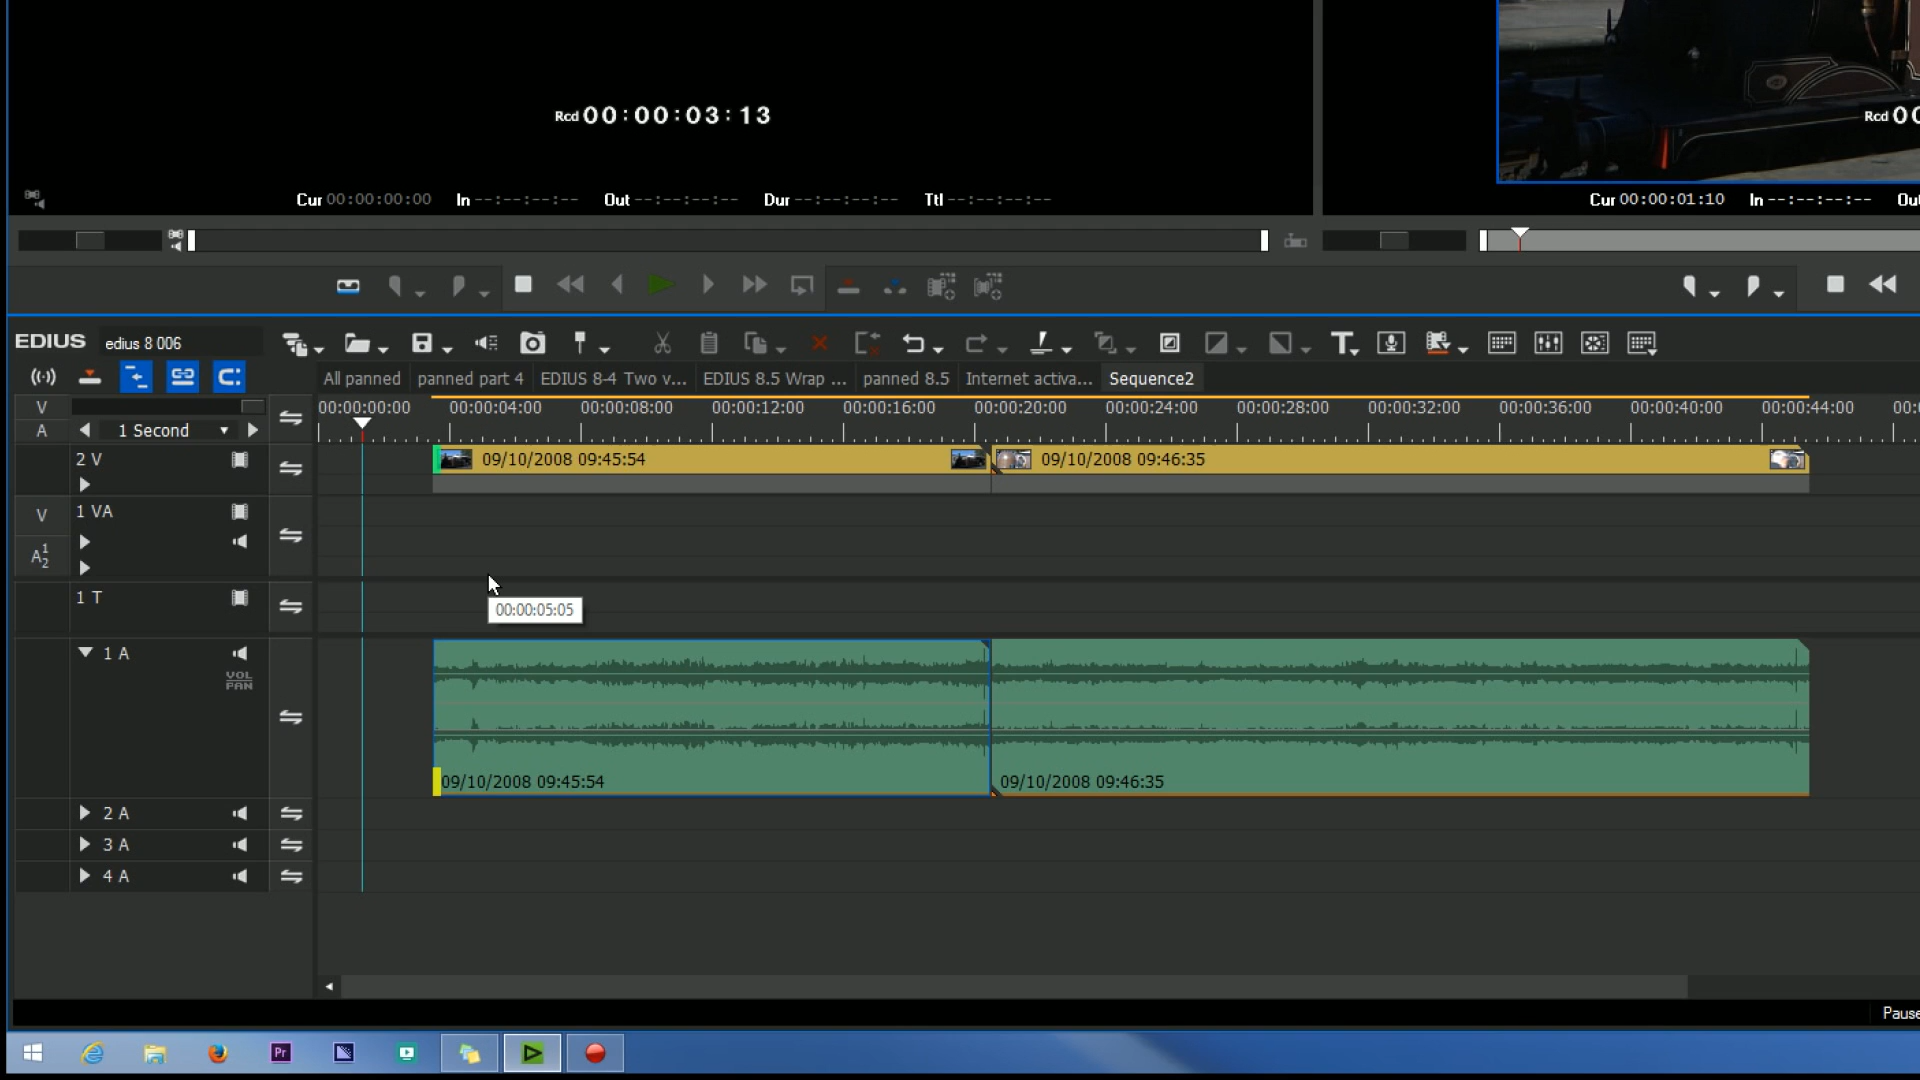 Rcd 00:00:03:13
Rcd 00
Cur 00:00:00:00 In --:--:--:-- Out --:--:--:-- Dur --:--:--:-- Ttl --:--:--:--
Cur 00:00:01:10 In --:--:--:-- Ou
EDIUS edius 8 006
All panned panned part 4 EDIUS 8-4 Two v... EDIUS 8.5 Wrap ... panned 8.5 Internet activa... Sequence2
V 00:00:00:00 00:00:04:00 00:00:08:00 00:00:12:00 00:00:16:00 00:00:20:00 00:00:24:00 00:00:28:00 00:00:32:00 00:00:36:00 00:00:40:00 00:00:44:00 00:0
A 1 Second
2 V 09/10/2008 09:45:54 09/10/2008 09:46:35
V 1 VA
A 1 2
1 T
00:00:05:05
1 A
VOL
PAN
09/10/2008 09:45:54 09/10/2008 09:46:35
2 A
3 A
4 A
Pause
Pr